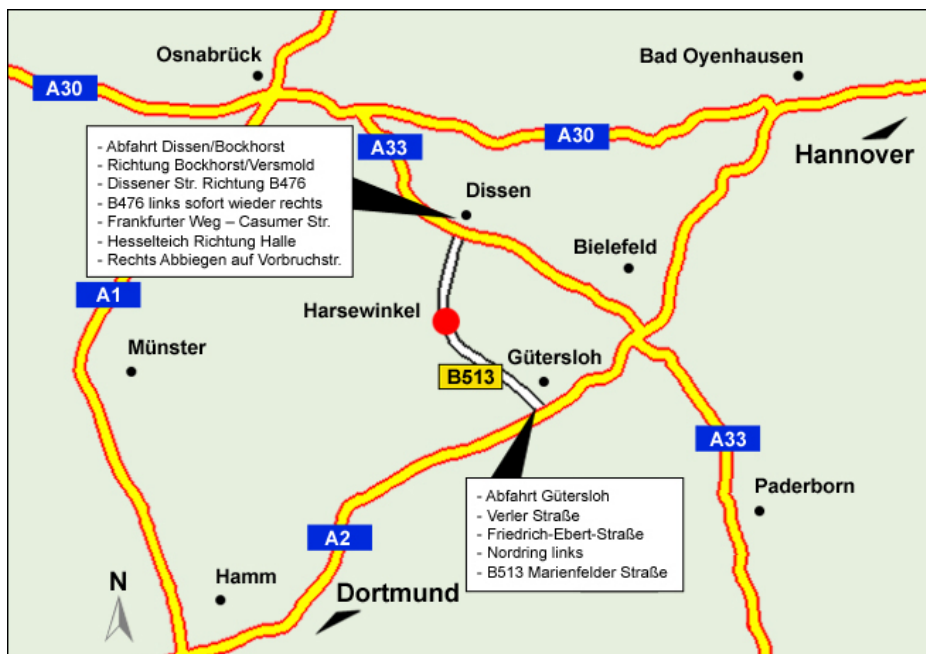 Osnabrück
Bad Oyenhausen
A30
A30
Hannover
A33
- Abfahrt Dissen/Bockhorst
- Richtung Bockhorst/Versmold
- Dissener Str. Richtung B476
- B476 links sofort wieder rechts
- Frankfurter Weg – Casumer Str.
- Hesselteich Richtung Halle
- Rechts Abbiegen auf Vorbruchstr.
Dissen
Bielefeld
A1
Harsewinkel
Münster
Gütersloh
B513
A33
- Abfahrt Gütersloh
- Verler Straße
- Friedrich-Ebert-Straße
- Nordring links
- B513 Marienfelder Straße
Paderborn
A2
Hamm
Dortmund
N